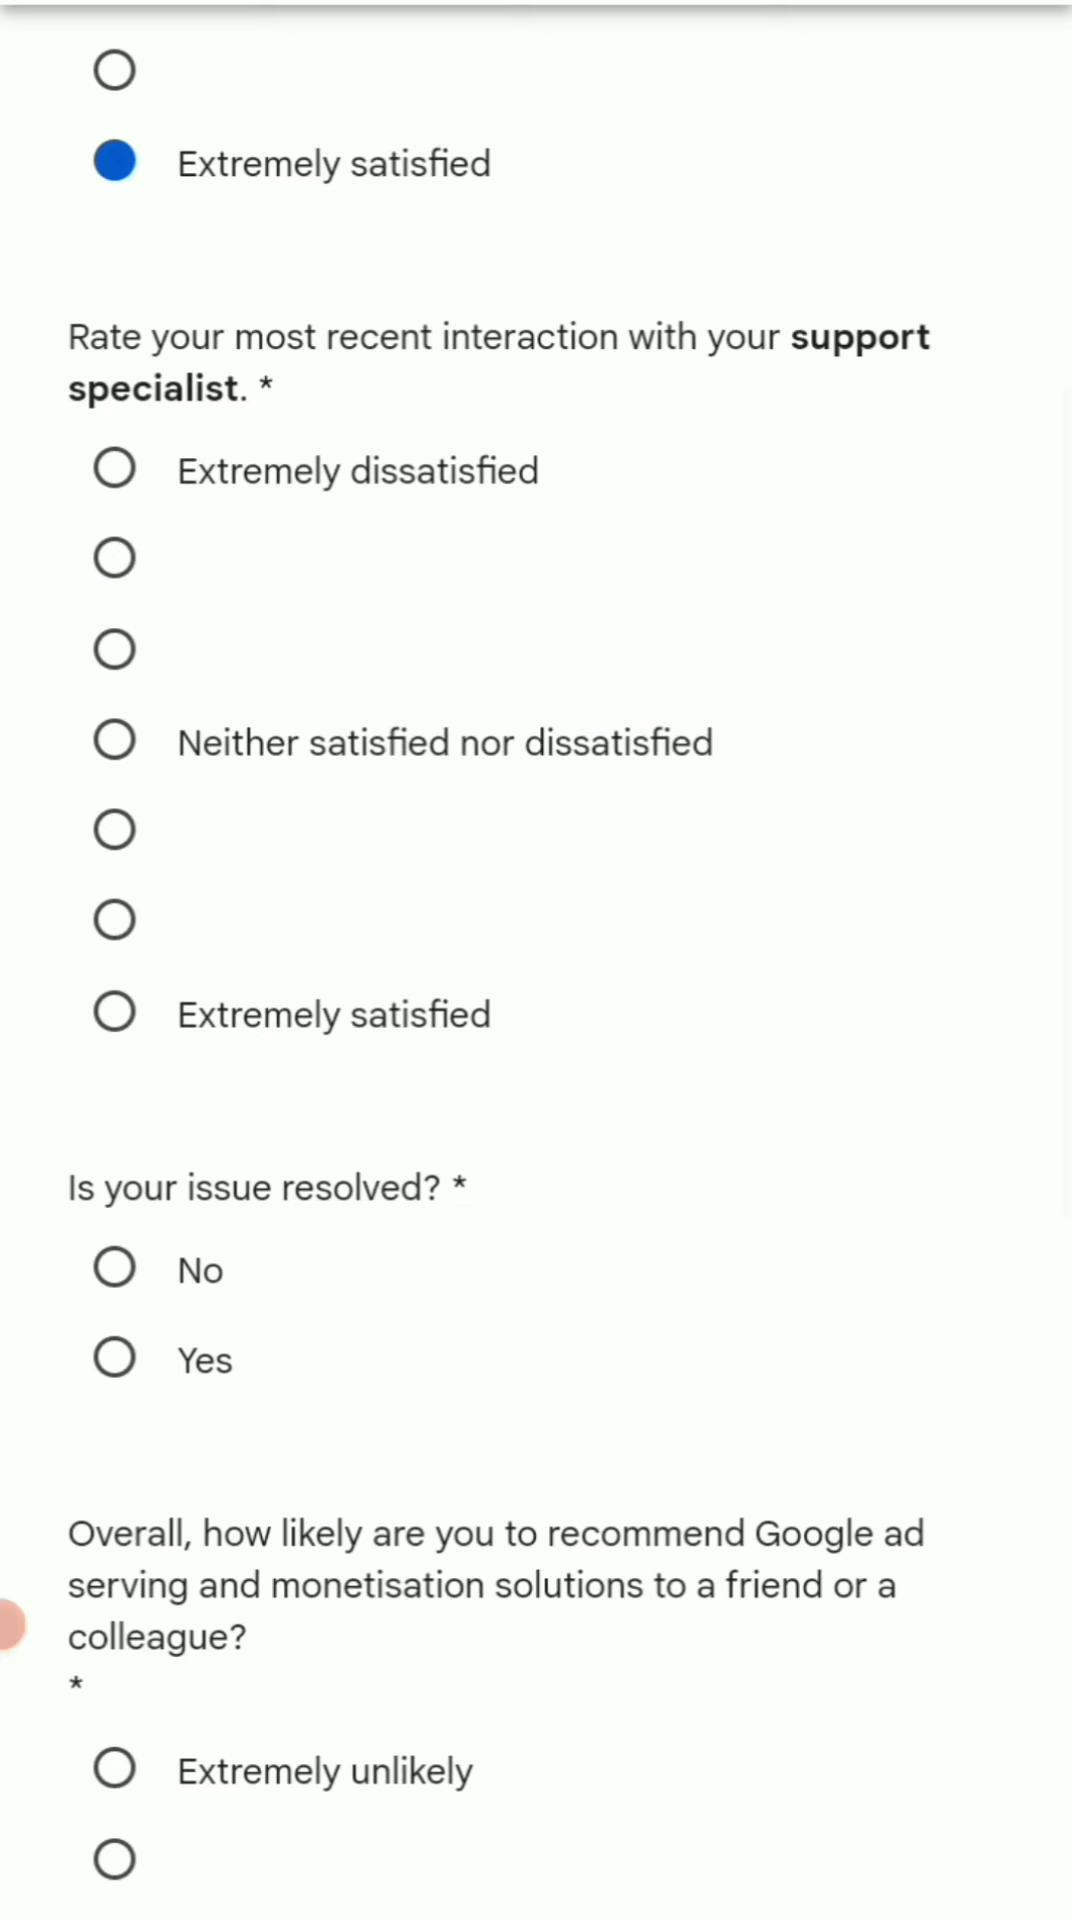 Extremely satisfied
Rate your most recent interaction with your support
specialist. *
Extremely dissatisfied
Neither satisfied nor dissatisfied
Extremely satisfied
Is your issue resolved? *
No
Yes
Overall, how likely are you to recommend Google ad
serving and monetisation solutions to a friend or a
colleague?
*
Extremely unlikely